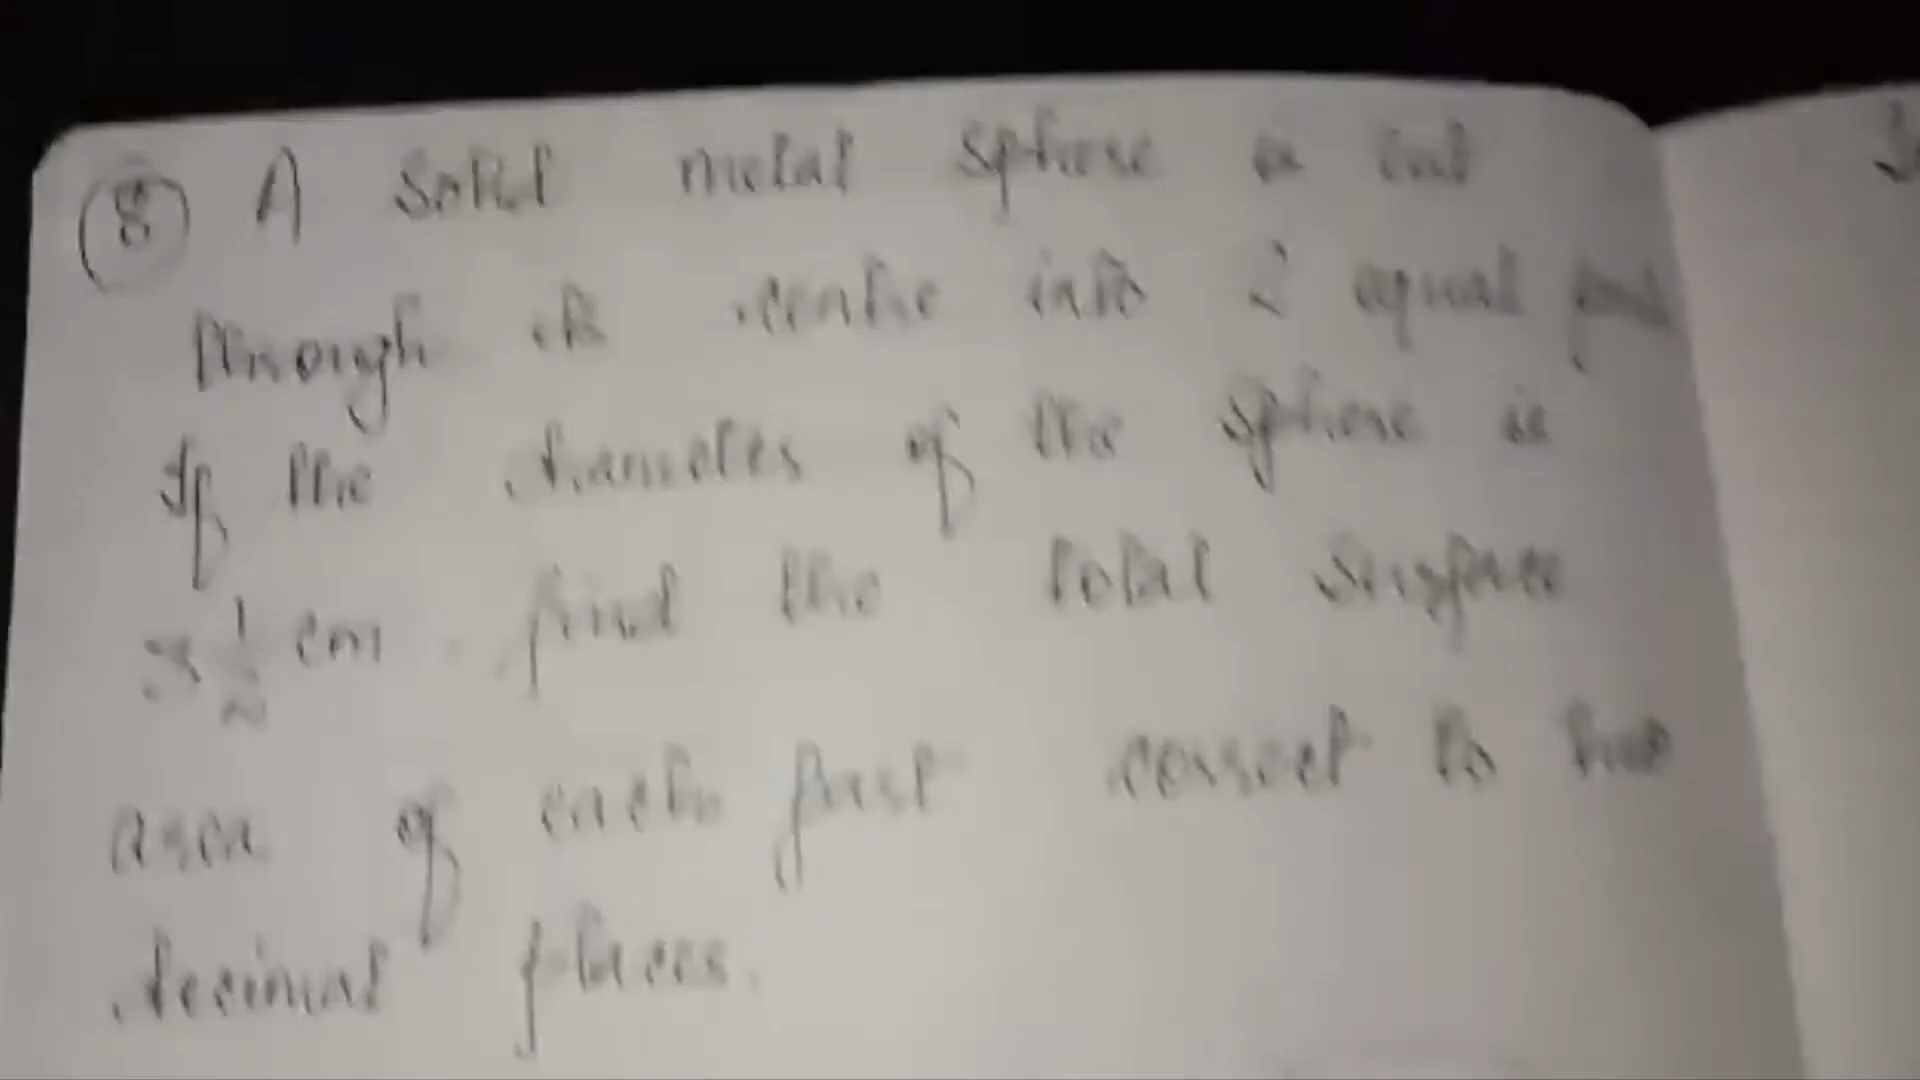 ⑧ A solid metal sphere is cut
through its centre into 2 equal
If the diameter of the sphere is
3 1/2 cm. find the total surface
area of each part correct to two
decimal places.